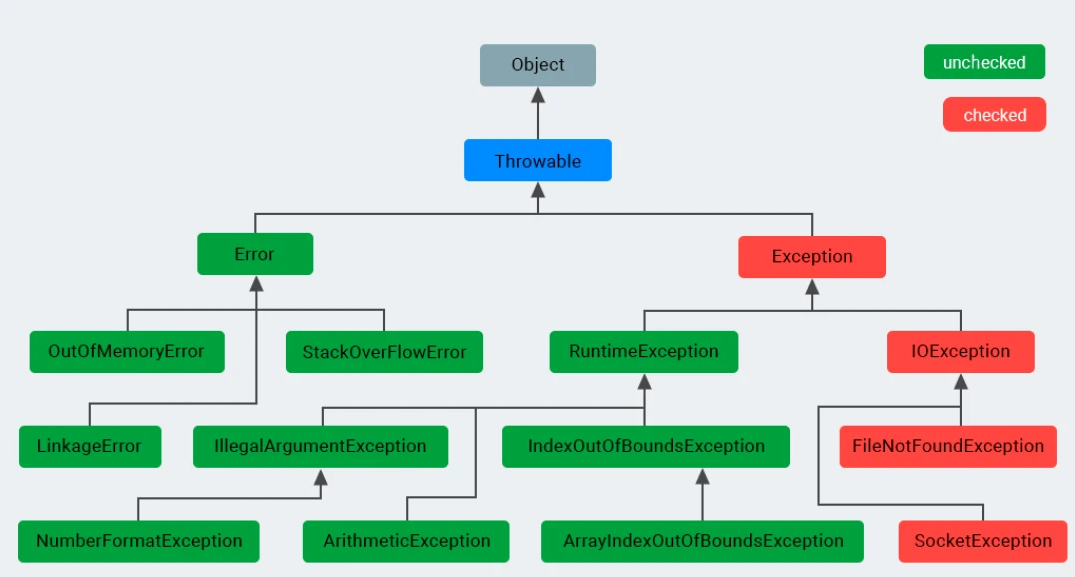 Object
unchecked
checked
Throwable
Error
Exception
OutOfMemoryError
StackOverFlowError
RuntimeException
IOException
LinkageError
IllegalArgumentException
IndexOutOfBoundsException
FileNotFoundException
NumberFormatException
ArithmeticException
ArrayIndexOutOfBoundsException
SocketException